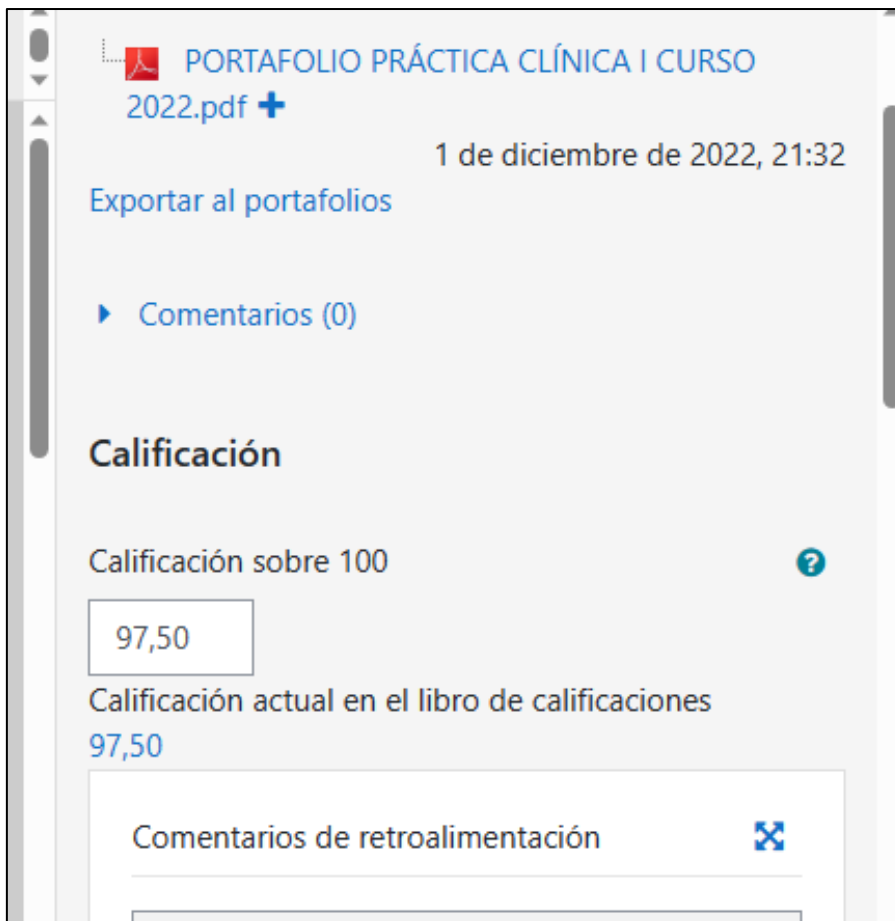 PORTAFOLIO PRÁCTICA CLÍNICA I CURSO
2022.pdf
1 de diciembre de 2022, 21:32
Exportar al portafolios
Comentarios (0)
Calificación
Calificación sobre 100
97,50
Calificación actual en el libro de calificaciones
97,50
Comentarios de retroalimentación